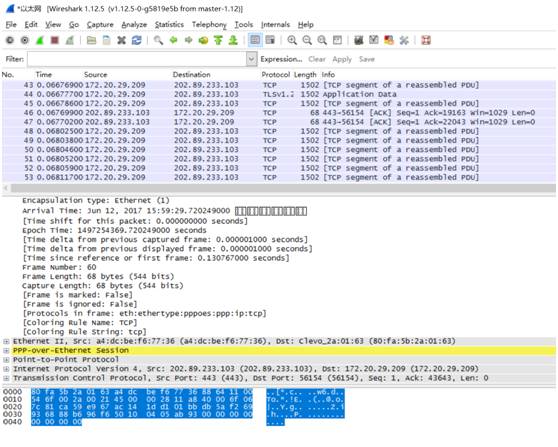 *以太网 [Wireshark 1.12.5 (v1.12.5-0-g5819e5b from master-1.12)]
File Edit View Go Capture Analyze Statistics Telephony Tools Internals Help
Filter: Expression... Clear Apply Save
No. Time Source Destination Protocol Length Info
43 0.06676900 172.20.29.209 202.89.233.103 TCP 1502 [TCP segment of a reassembled PDU]
44 0.06677000 172.20.29.209 202.89.233.103 TLSv1.2 1502 Application Data
45 0.06678600 172.20.29.209 202.89.233.103 TCP 1502 [TCP segment of a reassembled PDU]
46 0.06769900 202.89.233.103 172.20.29.209 TCP 68 443→56154 [ACK] Seq=1 Ack=19163 Win=1029 Len=0
47 0.06770200 202.89.233.103 172.20.29.209 TCP 68 443→56154 [ACK] Seq=1 Ack=22043 Win=1029 Len=0
48 0.06802500 172.20.29.209 202.89.233.103 TCP 1502 [TCP segment of a reassembled PDU]
49 0.06803800 172.20.29.209 202.89.233.103 TCP 1502 [TCP segment of a reassembled PDU]
50 0.06804600 172.20.29.209 202.89.233.103 TCP 1502 [TCP segment of a reassembled PDU]
51 0.06805200 172.20.29.209 202.89.233.103 TCP 1502 [TCP segment of a reassembled PDU]
52 0.06805900 172.20.29.209 202.89.233.103 TCP 1502 [TCP segment of a reassembled PDU]
53 0.06811700 172.20.29.209 202.89.233.103 TCP 1502 [TCP segment of a reassembled PDU]
Encapsulation type: Ethernet (1)
Arrival Time: Jun 12, 2017 15:59:29.720249000
[Time shift for this packet: 0.000000000 seconds]
Epoch Time: 1497254369.720249000 seconds
[Time delta from previous captured frame: 0.000001000 seconds]
[Time delta from previous displayed frame: 0.000001000 seconds]
[Time since reference or first frame: 0.130767000 seconds]
Frame Number: 60
Frame Length: 68 bytes (544 bits)
Capture Length: 68 bytes (544 bits)
[Frame is marked: False]
[Frame is ignored: False]
[Protocols in frame: eth:ethertype:pppoes:ppp:ip:tcp]
[Coloring Rule Name: TCP]
[Coloring Rule String: tcp]
Ethernet II, Src: a4:dc:be:f6:77:36 (a4:dc:be:f6:77:36), Dst: Clevo_2a:01:63 (80:fa:5b:2a:01:63)
PPP-over-Ethernet Session
Point-to-Point Protocol
Internet Protocol Version 4, Src: 202.89.233.103 (202.89.233.103), Dst: 172.20.29.209 (172.20.29.209)
Transmission Control Protocol, Src Port: 443 (443), Dst Port: 56154 (56154), Seq: 1, Ack: 43643, Len: 0
0000 80 fa 5b 2a 01 63 a4 dc be f6 77 36 88 64 11 00 ..[*.c.. ..w6.d..
0010 54 6f 00 2a 00 21 45 00 00 28 11 a8 40 00 6f 06 To.*.!E. .(..@.o.
0020 7c 81 ca 59 e9 67 ac 14 1d d1 01 bb db 5a f2 69 |..Y.g.. .....Z.i
0030 93 68 88 b6 96 f6 50 10 04 05 ab 93 00 00 00 00 .h....P. ........
0040 00 00 00 00 ....